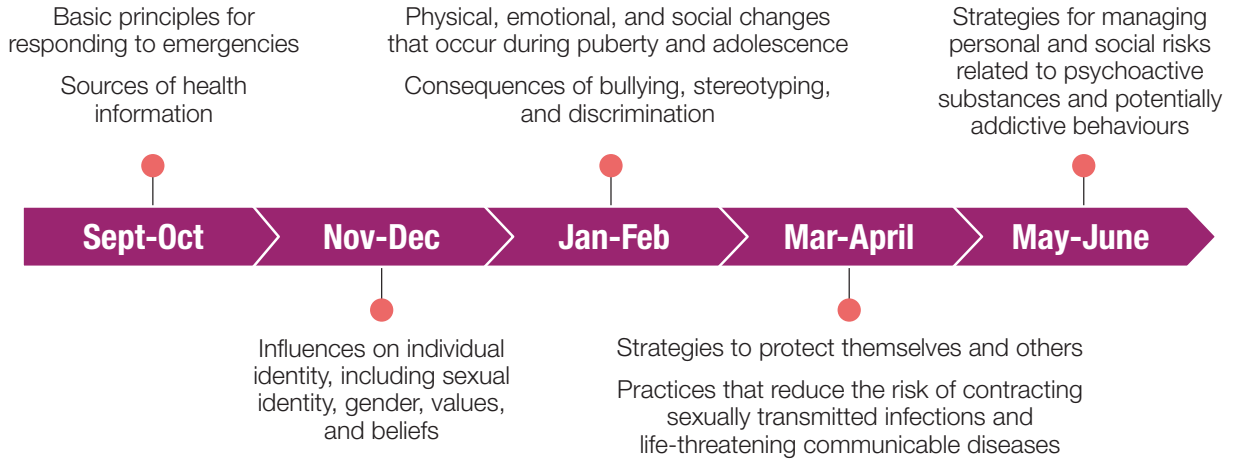 Basic principles for
responding to emergencies
Sources of health
information
Physical, emotional, and social changes
that occur during puberty and adolescence
Consequences of bullying, stereotyping,
and discrimination
Strategies for managing
personal and social risks
related to psychoactive
substances and potentially
addictive behaviours
Sept-Oct
Nov-Dec
Jan-Feb
Mar-April
May-June
Influences on individual
identity, including sexual
identity, gender, values,
and beliefs
Strategies to protect themselves and others
Practices that reduce the risk of contracting
sexually transmitted infections and
life-threatening communicable diseases